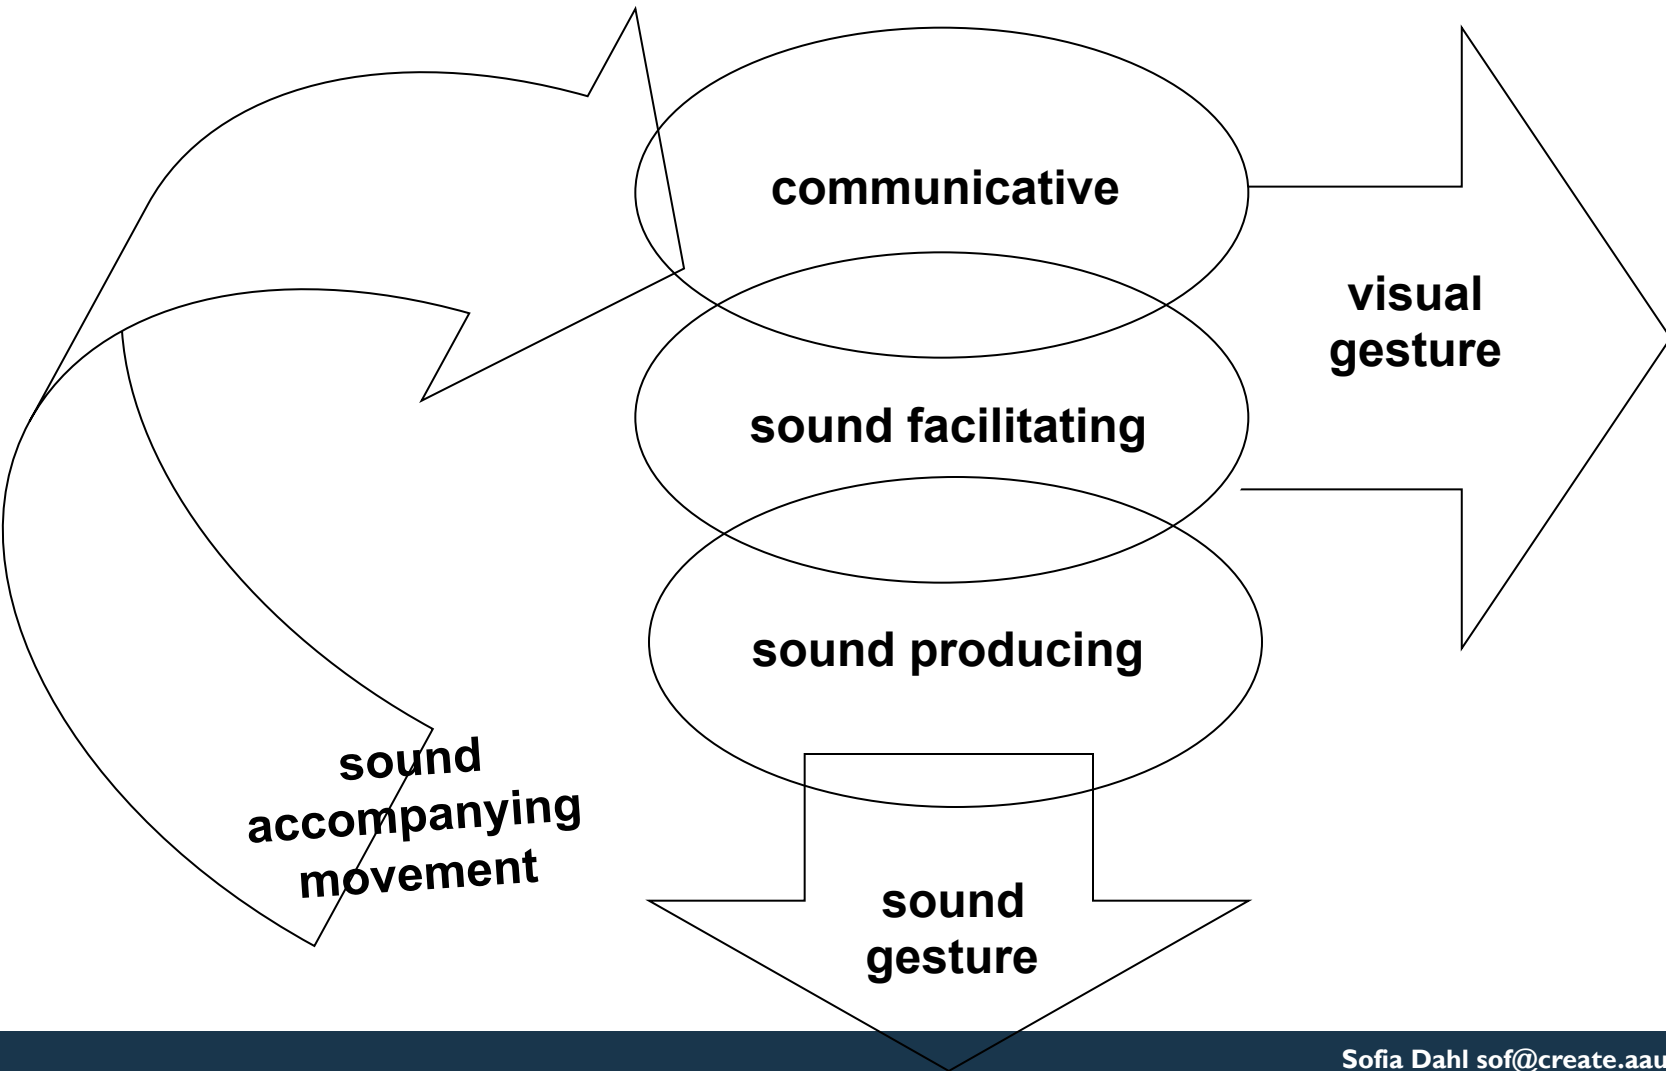 communicative
visual
gesture
sound facilitating
sound producing
sound
accompanying
movement
sound
gesture
Sofia Dahl sof@create.aau